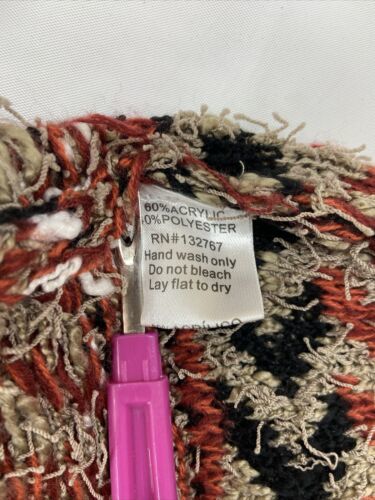 60%ACRYLIC
0%POLYESTER
RN#132767
Hand wash only
Do not bleach
Lay flat to dry